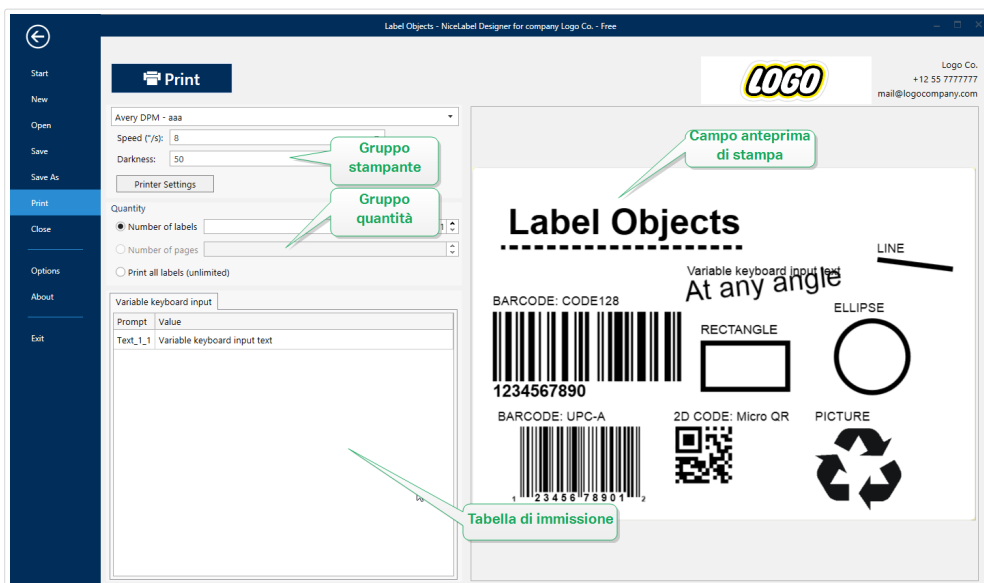 Label Objects - NiceLabel Designer for company Logo Co. - Free
Start
New
Open
Save
Save As
Print
Close
Options
About
Exit
Print
LOGO
Logo Co.
+12 55 7777777
mail@logocompany.com
Avery DPM - aaa
Speed ("/s): 8
Darkness: 50
Printer Settings
Gruppo
stampante
Quantity
Number of labels 1
Number of pages
Print all labels (unlimited)
Gruppo
quantità
Variable keyboard input
Prompt Value
Text_1_1 Variable keyboard input text
Tabella di immissione
Campo anteprima
di stampa
Label Objects
LINE
Variable keyboard input text
At any angle
BARCODE: CODE128
1234567890
RECTANGLE
ELLIPSE
BARCODE: UPC-A
1 23456 78901 2
2D CODE: Micro QR
PICTURE